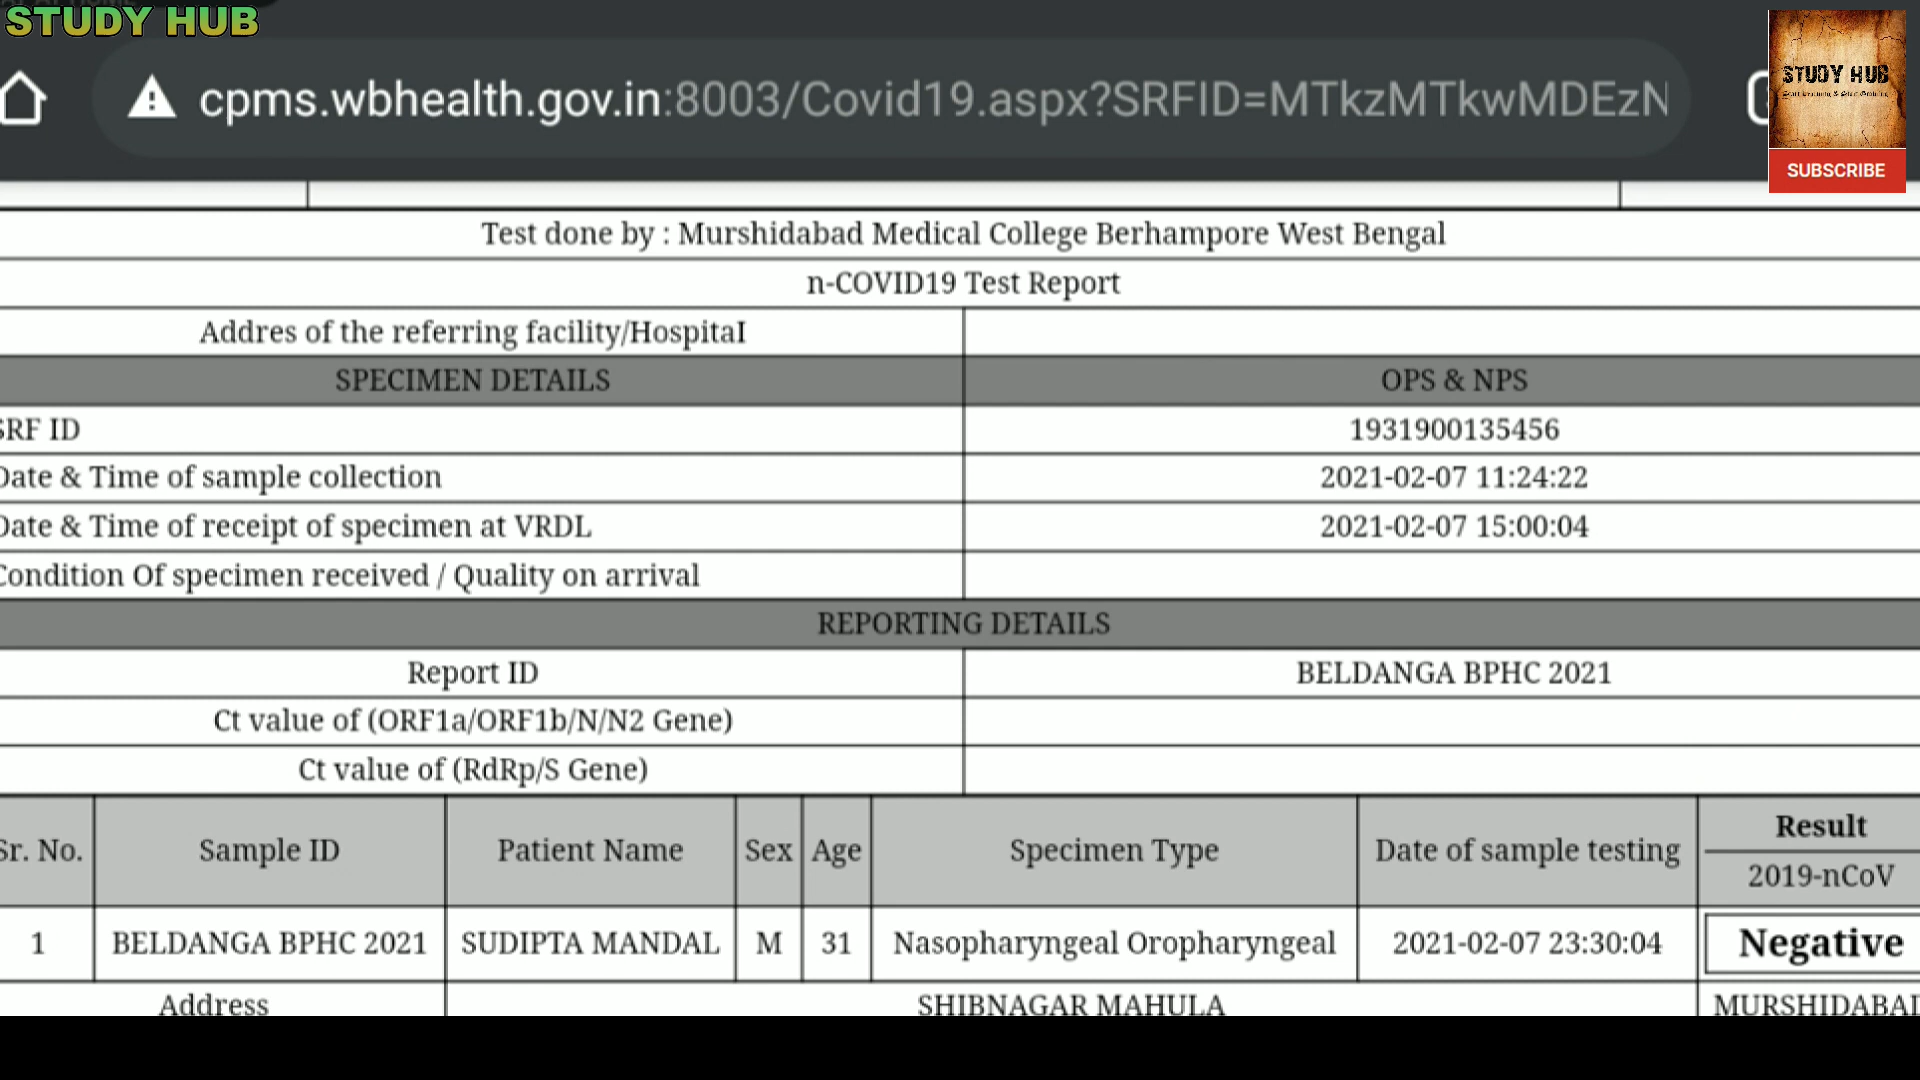 STUDY HUB
cpms.wbhealth.gov.in:8003/Covid19.aspx?SRFID=MTkzMTkwMDEzN
STUDY HUB
SUBSCRIBE
Test done by : Murshidabad Medical College Berhampore West Bengal
n-COVID19 Test Report
Addres of the referring facility/Hospital
SPECIMEN DETAILS OPS & NPS
SRF ID 1931900135456
Date & Time of sample collection 2021-02-07 11:24:22
Date & Time of receipt of specimen at VRDL 2021-02-07 15:00:04
Condition Of specimen received / Quality on arrival
REPORTING DETAILS
Report ID BELDANGA BPHC 2021
Ct value of (ORF1a/ORF1b/N/N2 Gene)
Ct value of (RdRp/S Gene)
Sr. No. Sample ID Patient Name Sex Age Specimen Type Date of sample testing Result
2019-nCoV
1 BELDANGA BPHC 2021 SUDIPTA MANDAL M 31 Nasopharyngeal Oropharyngeal 2021-02-07 23:30:04 Negative
Address SHIBNAGAR MAHULA MURSHIDABAD